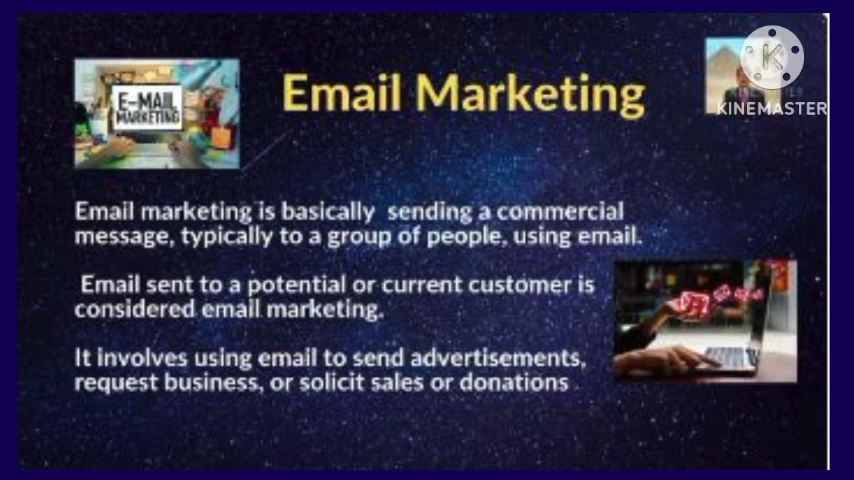 Email Marketing
E-MAIL
MARKETING
KINEMASTER
Email marketing is basically sending a commercial
message, typically to a group of people, using email.
Email sent to a potential or current customer is
considered email marketing.
It involves using email to send advertisements,
request business, or solicit sales or donations